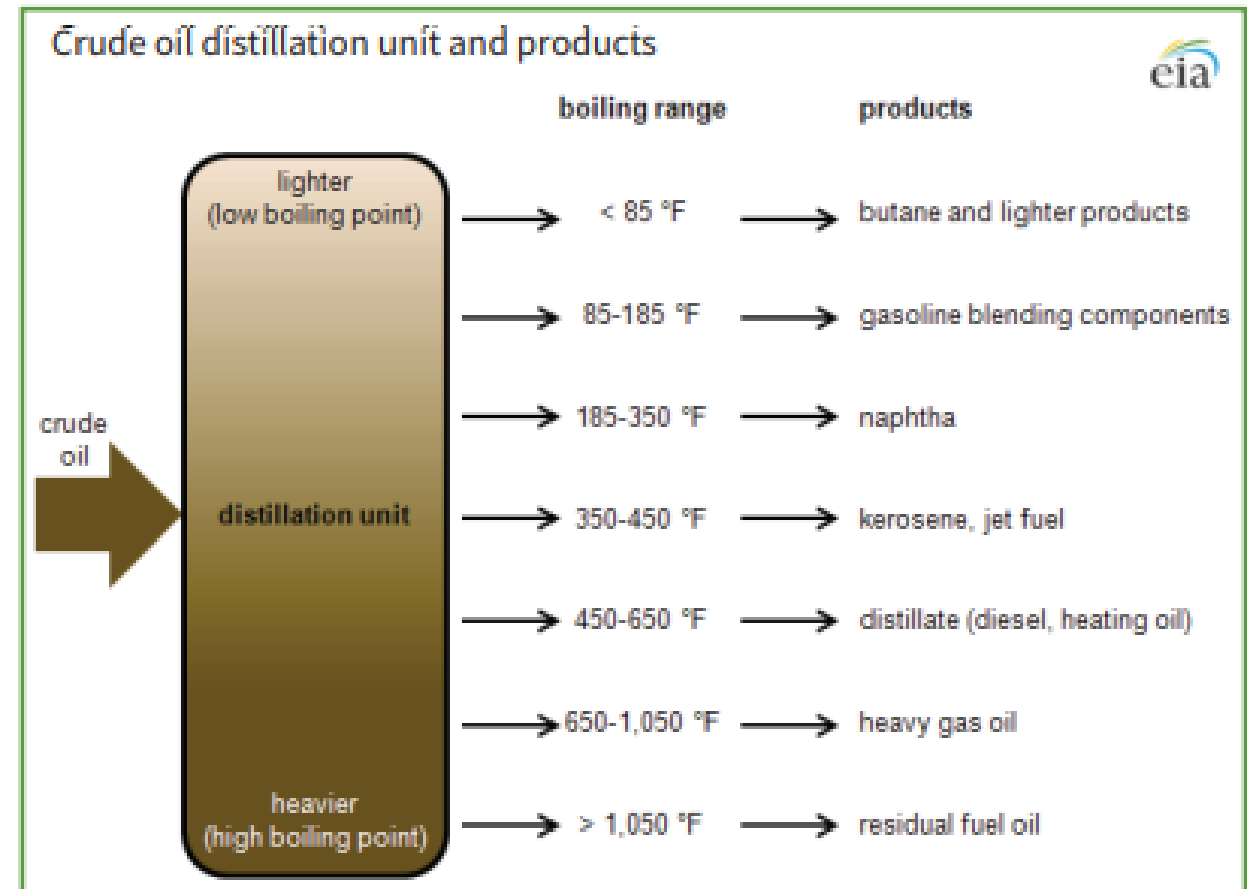 Crude oil distillation unit and products
eia
boiling range products
lighter
(low boiling point)
< 85 °F butane and lighter products
85-185 °F gasoline blending components
185-350 °F naphtha
crude
oil
distillation unit
350-450 °F kerosene, jet fuel
450-650 °F distillate (diesel, heating oil)
650-1,050 °F heavy gas oil
heavier
(high boiling point)
> 1,050 °F residual fuel oil